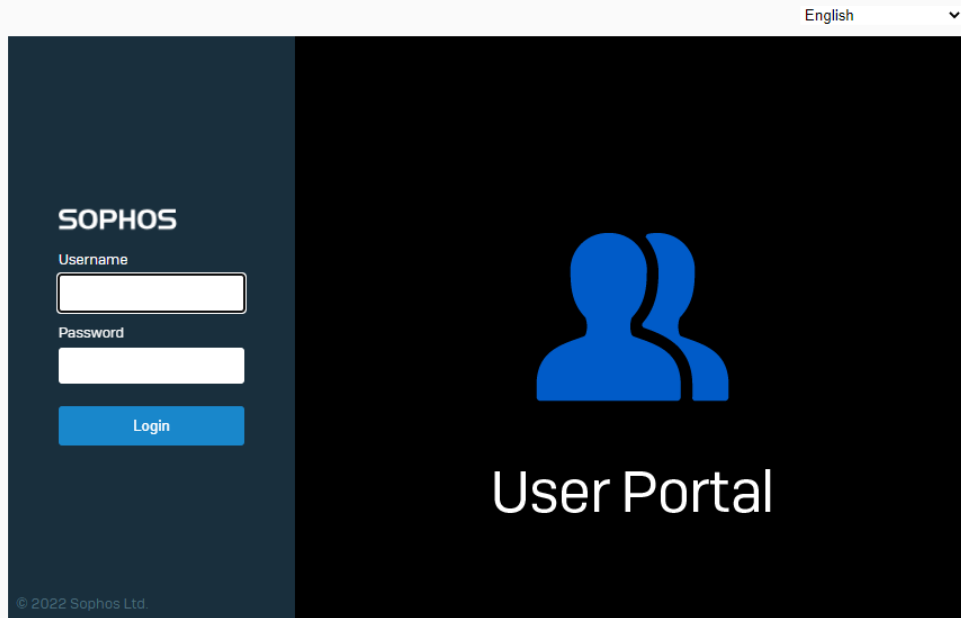 English
SOPHOS
Username
Password
Login
User Portal
© 2022 Sophos Ltd.